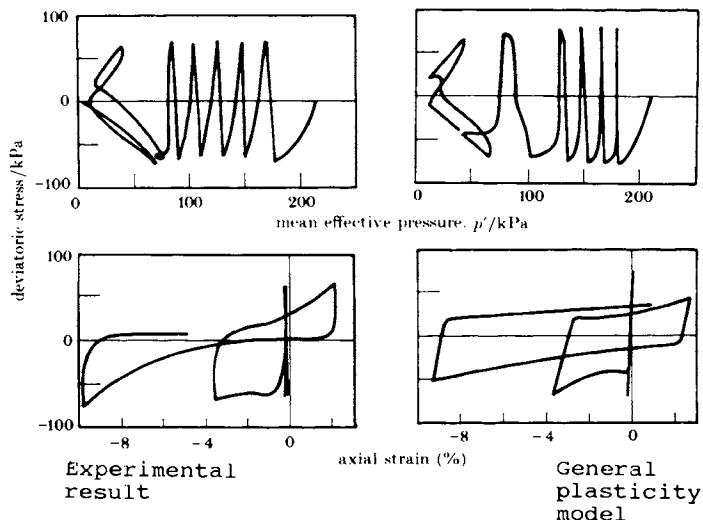 100
0
-100
0
100
200
0
100
200
mean effective pressure, p'/kPa
deviatoric stress/kPa
100
0
-100
-8
-4
0
-8
-4
0
axial strain (%)
Experimental
result
General
plasticity
model